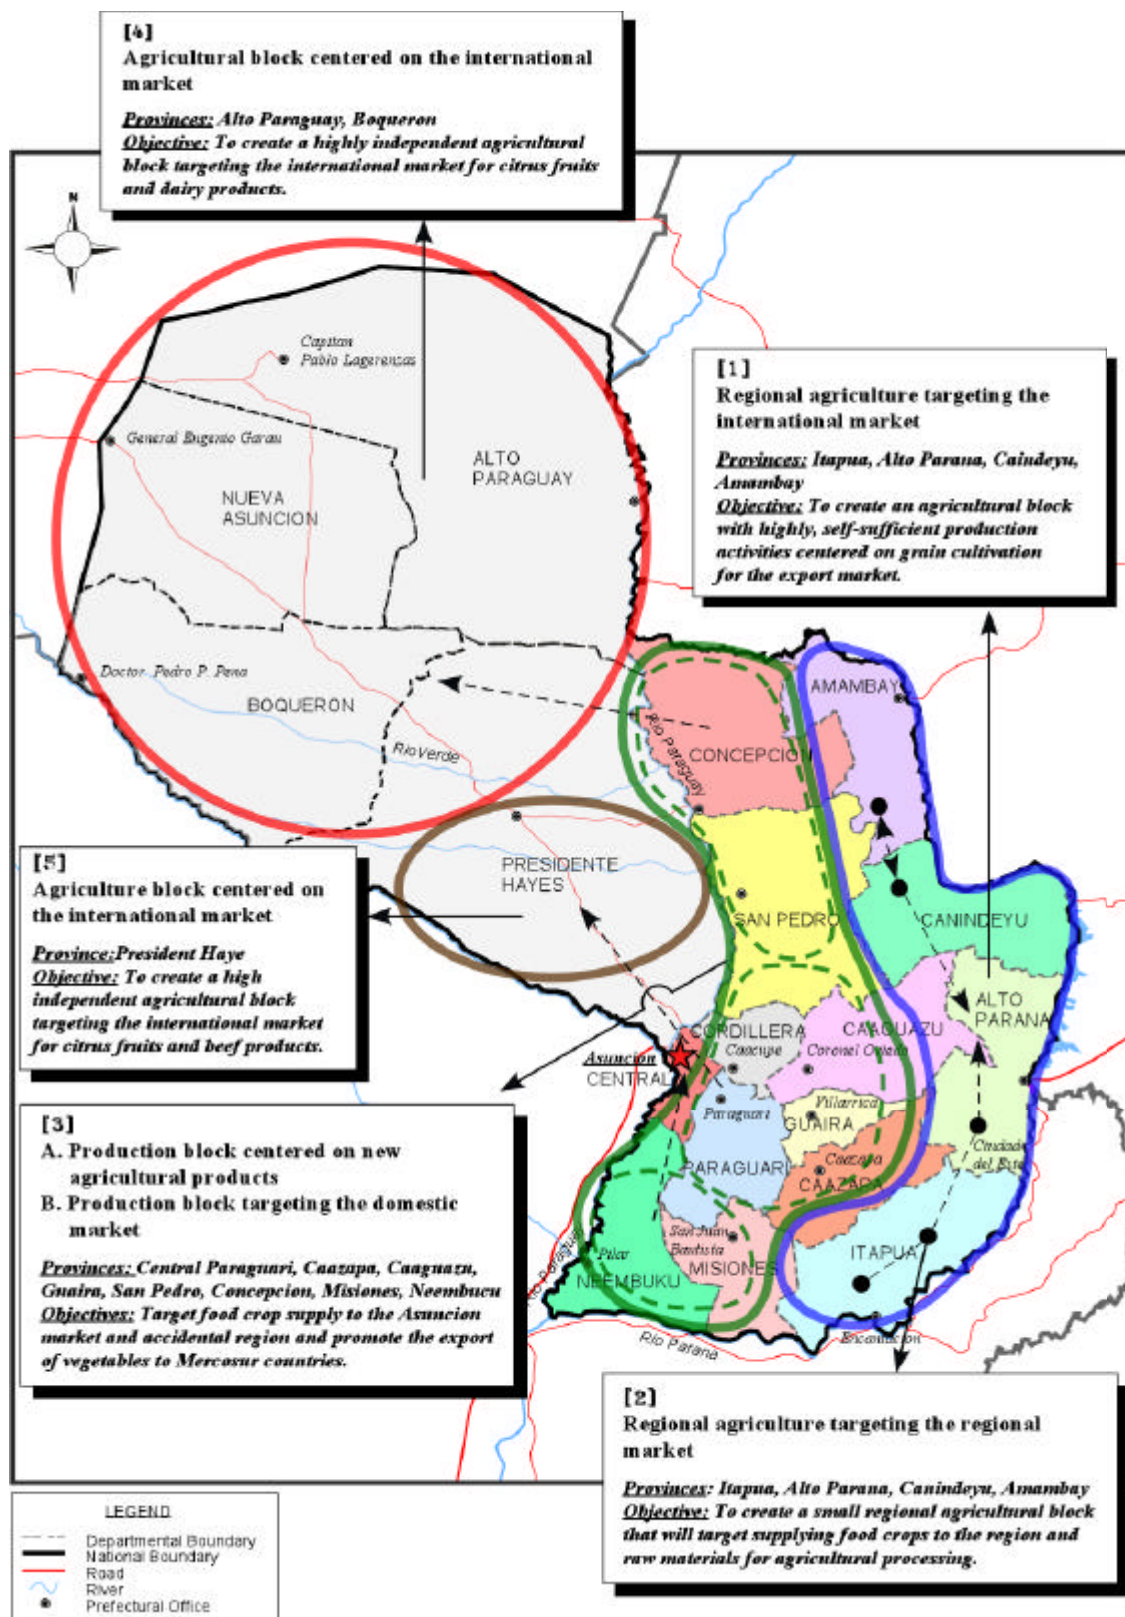 [4]
Agricultural block centered on the international
market
Provinces: Alto Paraguay, Boqueron
Objective: To create a highly independent agricultural
block targeting the international market for citrus fruits
and dairy products.
N
[1]
Regional agriculture targeting the
international market
Provinces: Itapua, Alto Parana, Caindeyu,
Amambay
Objective: To create an agricultural block
with highly, self-sufficient production
activities centered on grain cultivation
for the export market.
Capitan
Pablo Lagerenzas
General Eugenio Garau
ALTO
PARAGUAY
NUEVA
ASUNCION
Doctor. Pedro P. Pena
BOQUERON
Rio Verde
AMAMBAY
Rio Paraguay
CONCEPCION
PRESIDENTE
HAYES
SAN PEDRO
CANINDEYU
ALTO
PARANA
CORDILLERA
Caacupe
CAAGUAZU
Coronel Oviedo
Asuncion
CENTRAL
Paraguari
Villarrica
GUAIRA
PARAGUARI
Caazapa
CAAZAPA
Ciudad
del Este
San Juan
Bautista
MISIONES
ITAPUA
Pilar
NEEMBUKU
Rio Paraguay
Rio Parana
Encarnacion
[5]
Agriculture block centered on
the international market
Province:President Haye
Objective: To create a high
independent agricultural block
targeting the international market
for citrus fruits and beef products.
[3]
A. Production block centered on new
agricultural products
B. Production block targeting the domestic
market
Provinces: Central Paraguari, Caazapa, Caaguazu,
Guaira, San Pedro, Concepcion, Misiones, Neembucu
Objectives: Target food crop supply to the Asuncion
market and accidental region and promote the export
of vegetables to Mercosur countries.
[2]
Regional agriculture targeting the regional
market
Provinces: Itapua, Alto Parana, Canindeyu, Amambay
Objective: To create a small regional agricultural block
that will target supplying food crops to the region and
raw materials for agricultural processing.
LEGEND
Departmental Boundary
National Boundary
Road
River
Prefectural Office